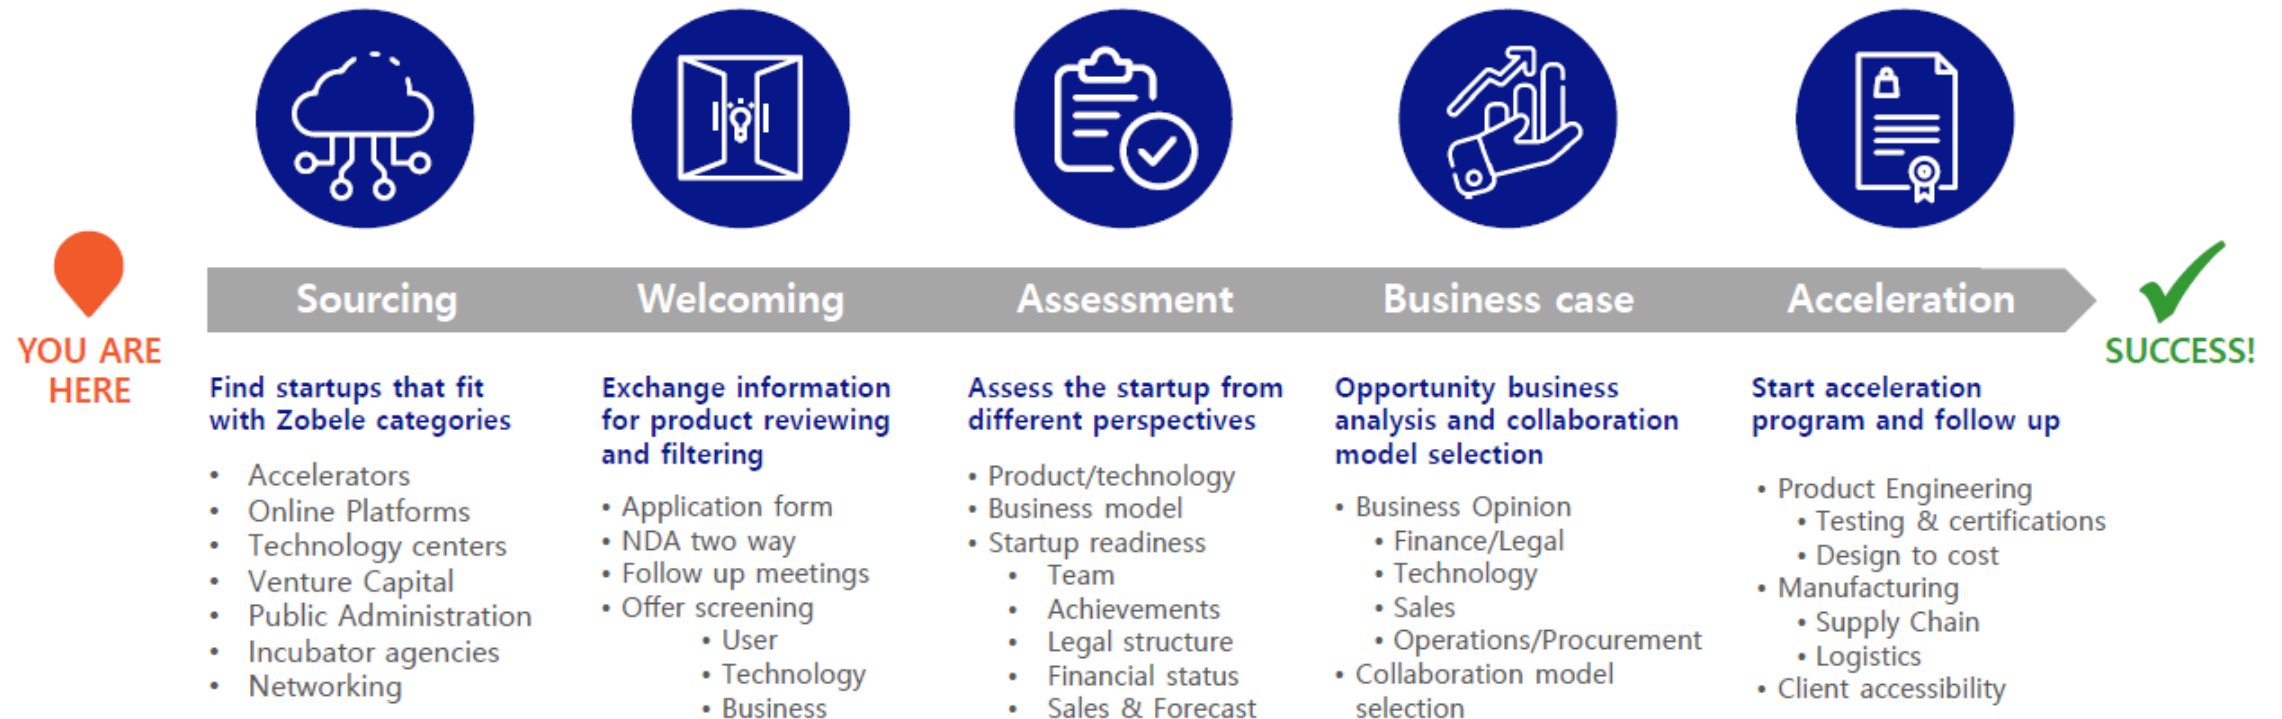 YOU ARE
HERE
Sourcing
Find startups that fit
with Zobele categories
• Accelerators
• Online Platforms
• Technology centers
• Venture Capital
• Public Administration
• Incubator agencies
• Networking
Welcoming
Exchange information
for product reviewing
and filtering
• Application form
• NDA two way
• Follow up meetings
• Offer screening
• User
• Technology
• Business
Assessment
Assess the startup from
different perspectives
• Product/technology
• Business model
• Startup readiness
• Team
• Achievements
• Legal structure
• Financial status
• Sales & Forecast
Business case
Opportunity business
analysis and collaboration
model selection
• Business Opinion
• Finance/Legal
• Technology
• Sales
• Operations/Procurement
• Collaboration model
selection
Acceleration
Start acceleration
program and follow up
• Product Engineering
• Testing & certifications
• Design to cost
• Manufacturing
• Supply Chain
• Logistics
• Client accessibility
SUCCESS!